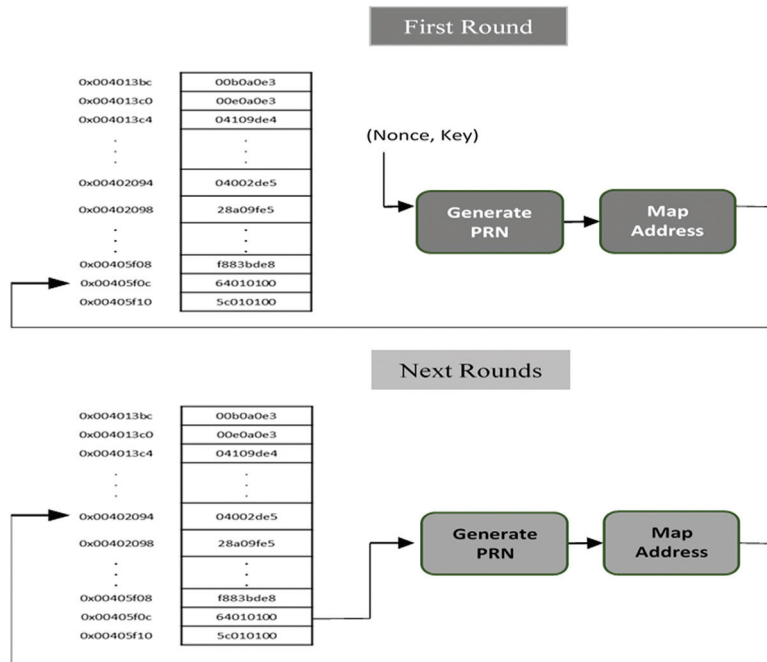 First Round
0x004013bc 00b0a0e3
0x004013c0 00e0a0e3
0x004013c4 04109de4
(Nonce, Key)
0x00402094 04002de5
0x00402098 28a09fe5
Generate PRN
Map Address
0x00405f08 f883bde8
0x00405f0c 64010100
0x00405f10 5c010100
Next Rounds
0x004013bc 00b0a0e3
0x004013c0 00e0a0e3
0x004013c4 04109de4
0x00402094 04002de5
0x00402098 28a09fe5
Generate PRN
Map Address
0x00405f08 f883bde8
0x00405f0c 64010100
0x00405f10 5c010100